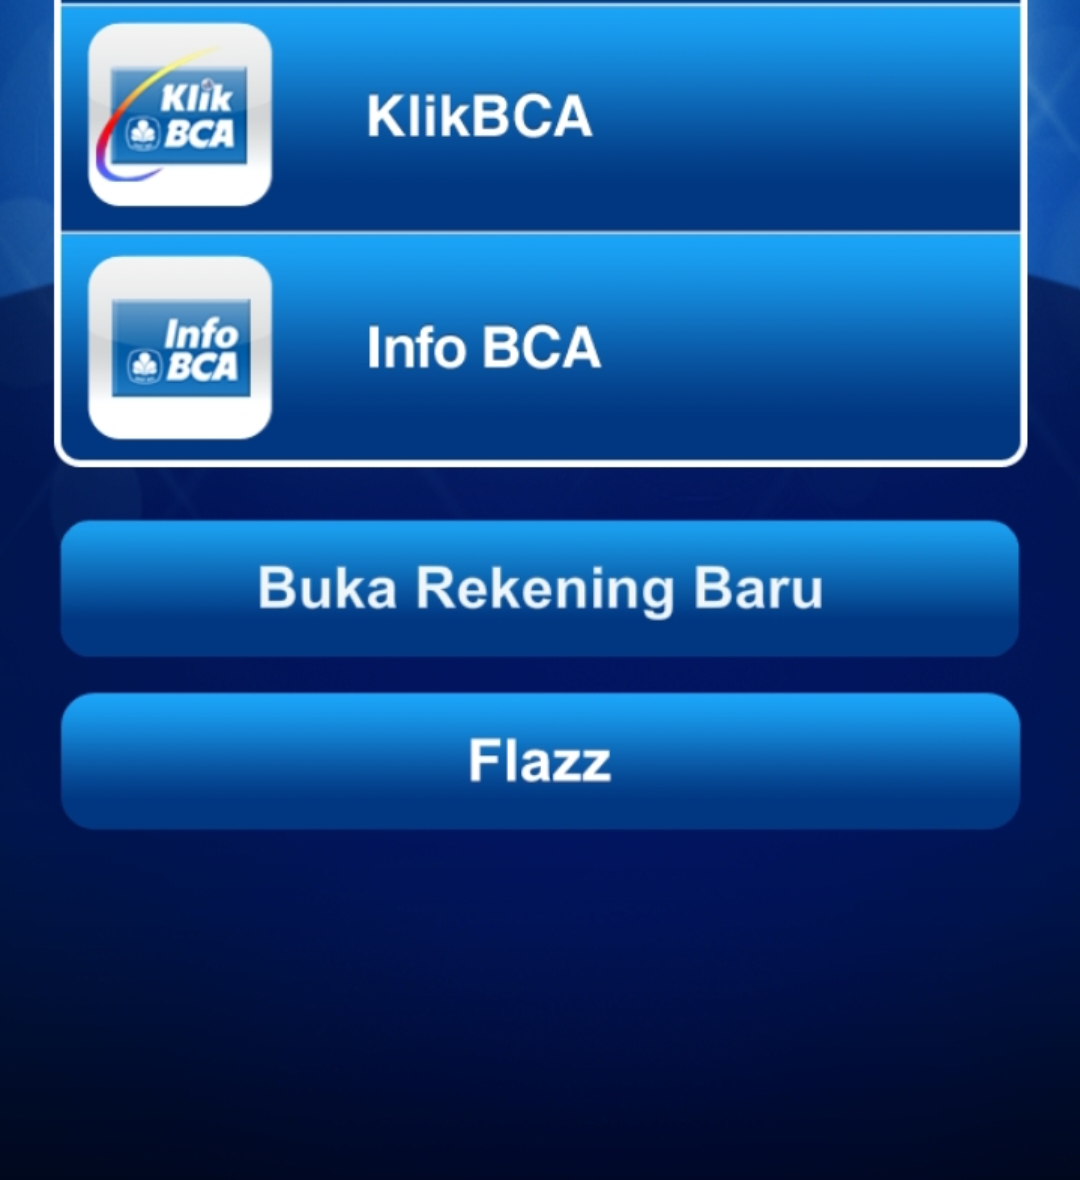 Klik
BCA
KlikBCA
Info
BCA
Info BCA
Buka Rekening Baru
Flazz